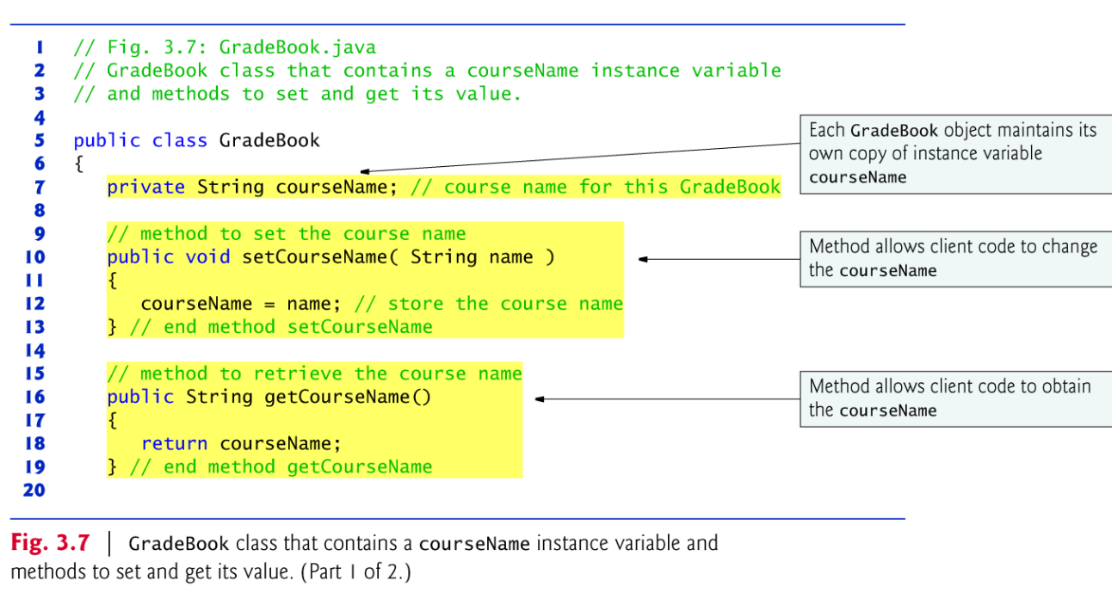 1 // Fig. 3.7: GradeBook.java
2 // GradeBook class that contains a courseName instance variable
3 // and methods to set and get its value.
4
5 public class GradeBook
6 {
7 private String courseName; // course name for this GradeBook
8
9 // method to set the course name
10 public void setCourseName( String name )
11 {
12 courseName = name; // store the course name
13 } // end method setCourseName
14
15 // method to retrieve the course name
16 public String getCourseName()
17 {
18 return courseName;
19 } // end method getCourseName
20
Each GradeBook object maintains its
own copy of instance variable
courseName
Method allows client code to change
the courseName
Method allows client code to obtain
the courseName
Fig. 3.7 | GradeBook class that contains a courseName instance variable and
methods to set and get its value. (Part 1 of 2.)